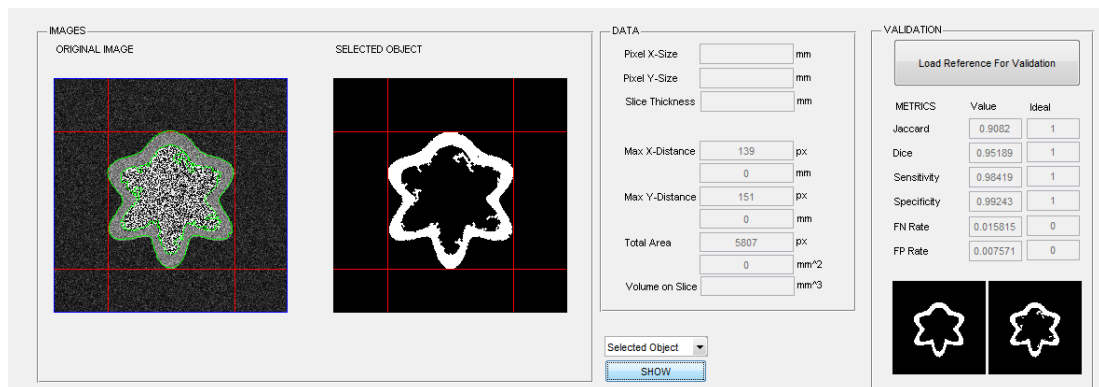 IMAGES
ORIGINAL IMAGE
SELECTED OBJECT
DATA
Pixel X-Size mm
Pixel Y-Size mm
Slice Thickness mm
Max X-Distance 139 px
0 mm
Max Y-Distance 151 px
0 mm
Total Area 5807 px
0 mm^2
Volume on Slice mm^3
Selected Object
SHOW
VALIDATION
Load Reference For Validation
METRICS Value Ideal
Jaccard 0.9082 1
Dice 0.95189 1
Sensitivity 0.98419 1
Specificity 0.99243 1
FN Rate 0.015815 0
FP Rate 0.007571 0